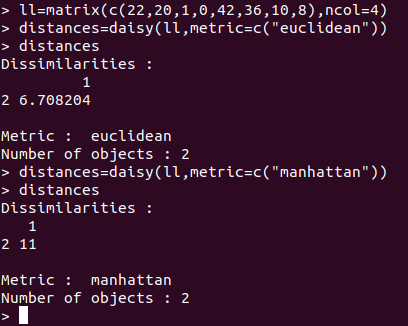 > ll=matrix(c(22,20,1,0,42,36,10,8),ncol=4)
> distances=daisy(ll,metric=c("euclidean"))
> distances
Dissimilarities :
         1
2 6.708204

Metric :  euclidean
Number of objects : 2
> distances=daisy(ll,metric=c("manhattan"))
> distances
Dissimilarities :
   1
2 11

Metric :  manhattan
Number of objects : 2
>